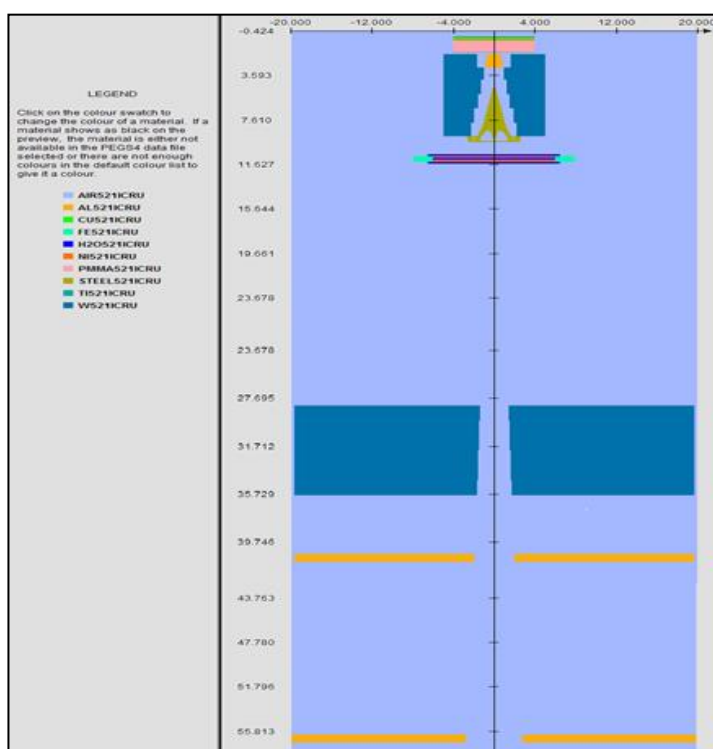 -20.000 -12.000 -4.000 4.000 12.000 20.000
-0.424
3.593
7.610
11.627
15.644
19.661
23.678
23.678
27.695
31.712
35.729
39.746
43.763
47.780
51.796
55.813
LEGEND
Click on the colour swatch to
change the colour of a material. If a
material shows as black on the
preview, the material is either not
available in the PEGS4 data file
selected or there are not enough
colours in the default colour list to
give it a colour.
AIR521ICRU
AL521ICRU
CU521ICRU
FE521ICRU
H2O521ICRU
NI521ICRU
PMMA521ICRU
STEEL521ICRU
TI521ICRU
W521ICRU